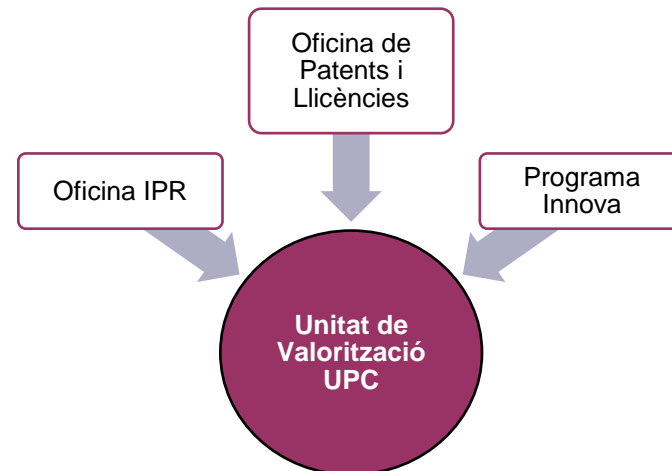 Oficina de
Patents i
Llicències
Oficina IPR
Programa
Innova
Unitat de
Valorització
UPC